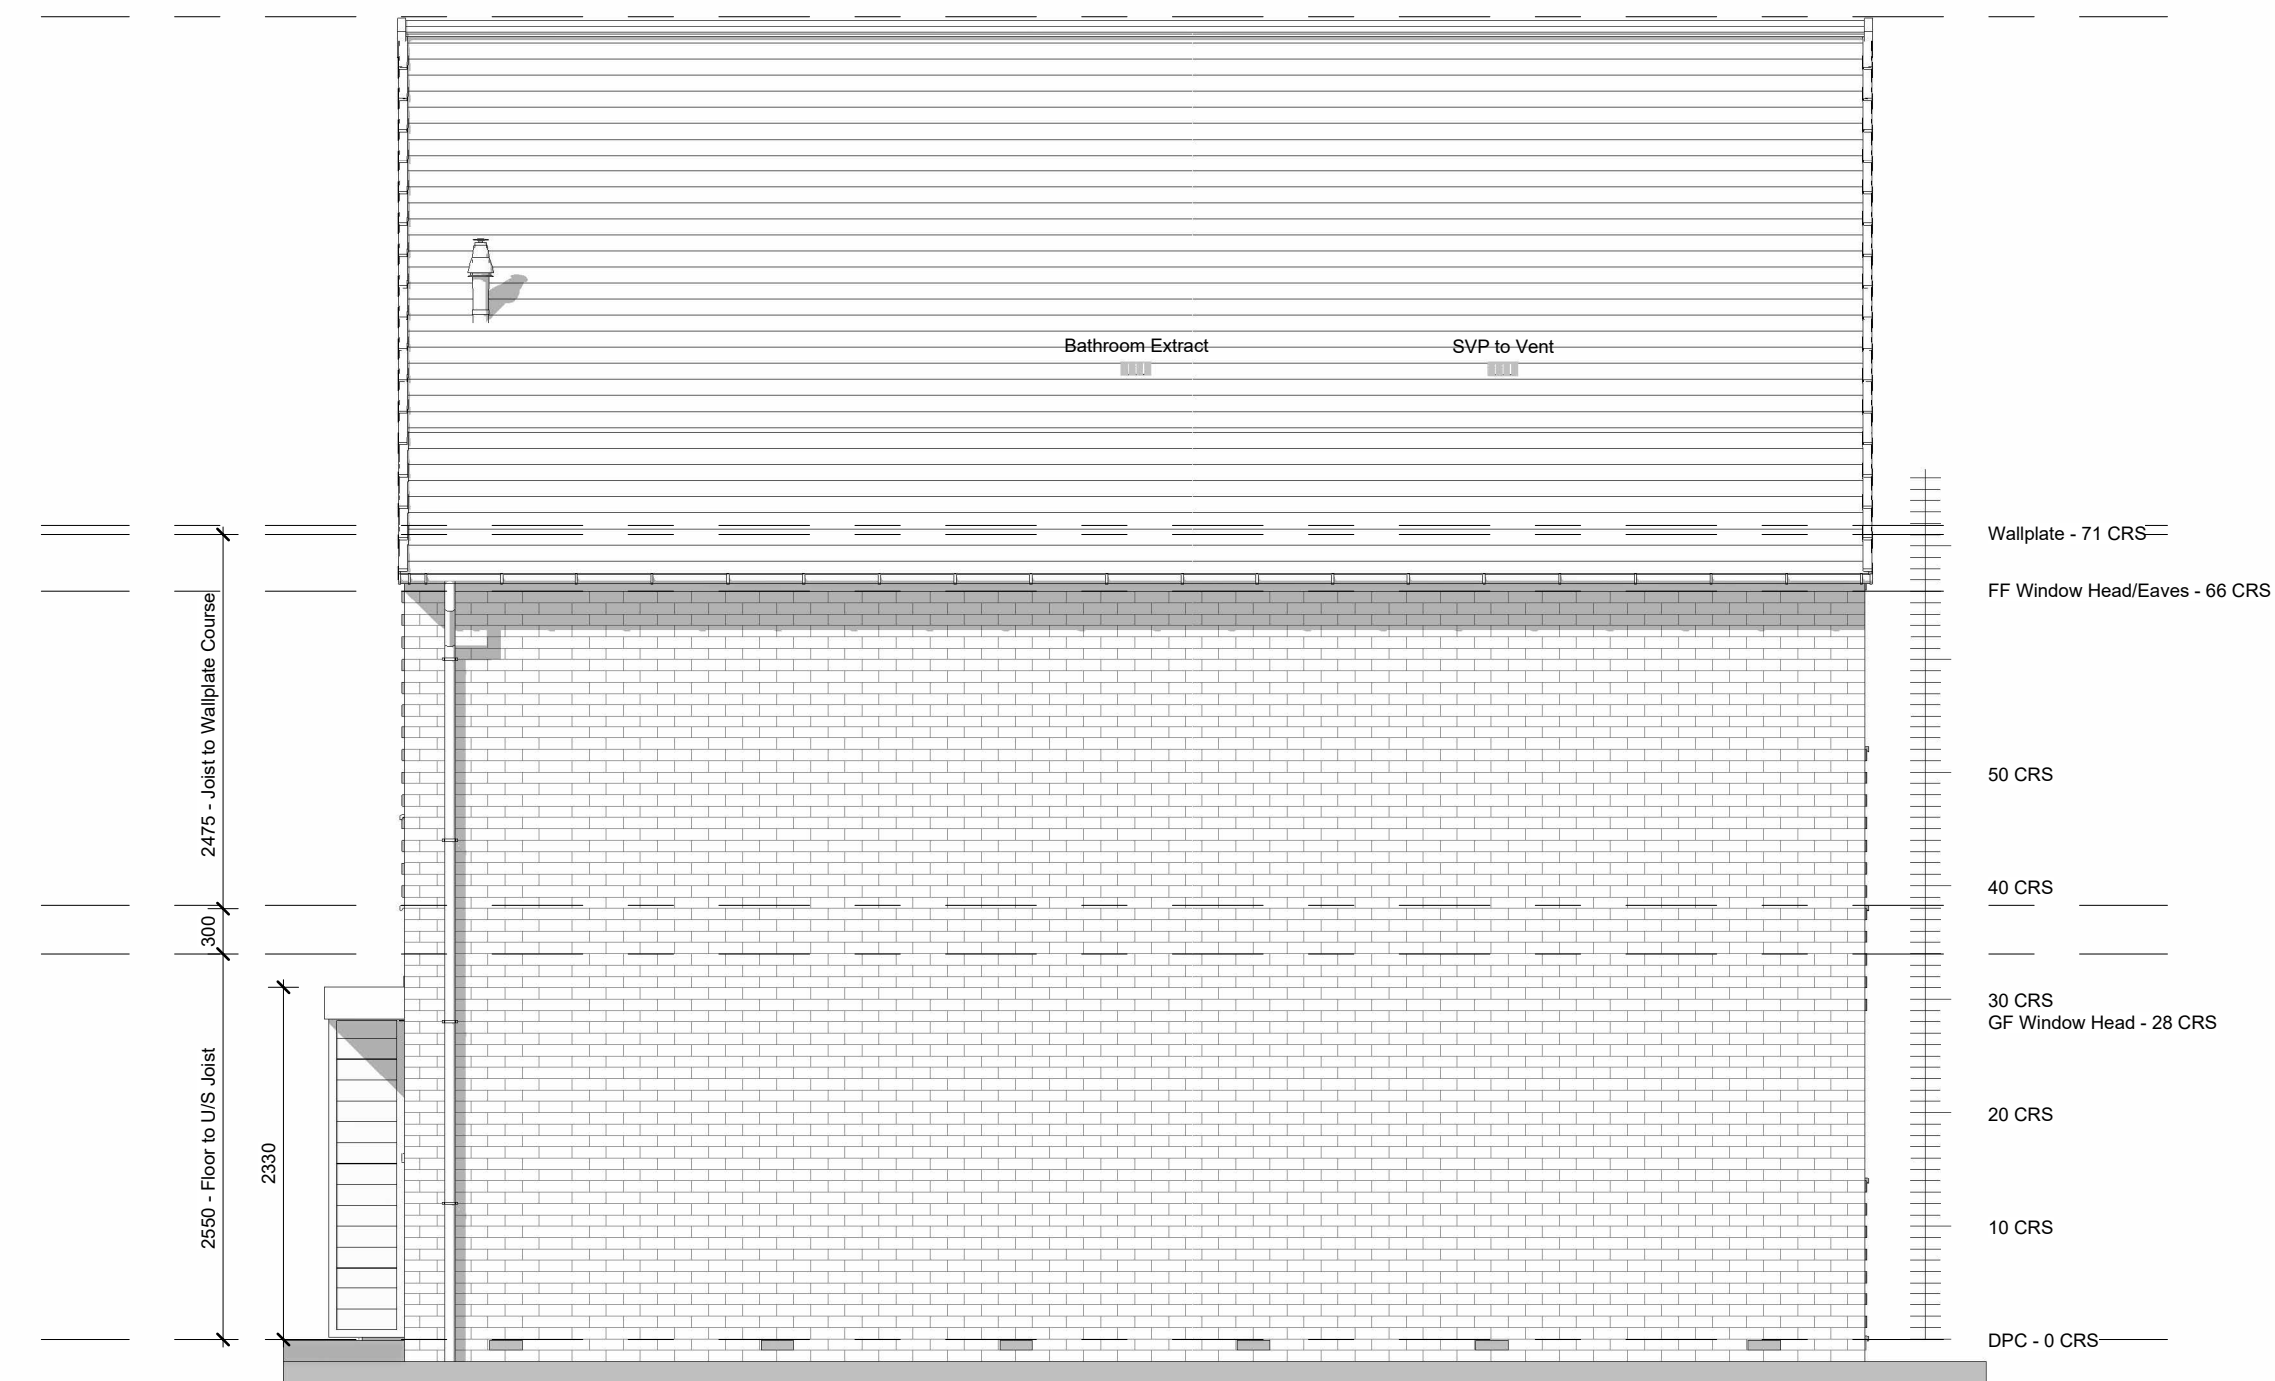 Bathroom Extract
SVP to Vent
Wallplate - 71 CRS
FF Window Head/Eaves - 66 CRS
2475 - Joist to Wallplate Course
50 CRS
40 CRS
300
30 CRS
GF Window Head - 28 CRS
2550 - Floor to U/S Joist
2330
20 CRS
10 CRS
DPC - 0 CRS